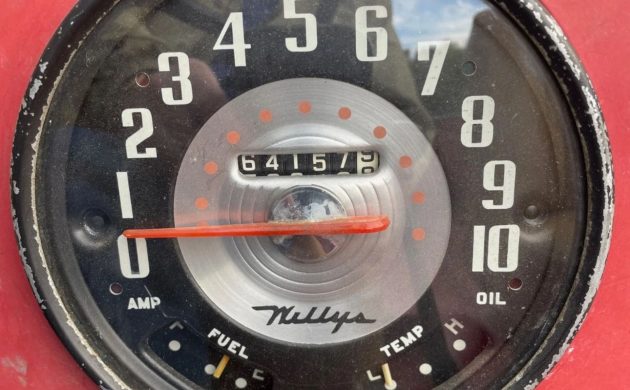 0 1 2 3 4 5 6 7 8 9 10
64157
Willys
AMP
OIL
FUEL
TEMP
F
L
H